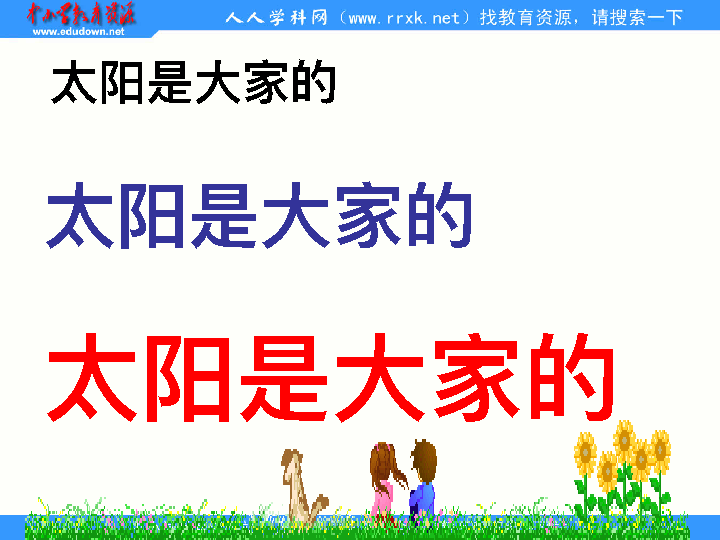 中小学教育资源 人人学科网（www.rrxk.net）找教育资源，请搜索一下
www.edudown.net
太阳是大家的
太阳是大家的
太阳是大家的